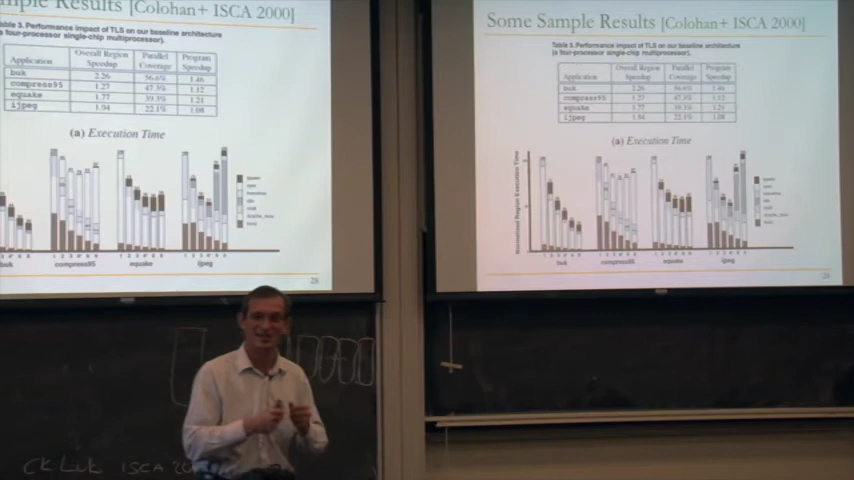 mple Results [Colohan+ ISCA 2000]
able 3. Performance impact of TLS on our baseline architecture
a four-processor single-chip multiprocessor).
Application Overall Region Speedup Parallel Coverage Program Speedup
buk 2.26 56.6% 1.46
compress95 1.27 47.3% 1.12
equake 1.77 39.3% 1.21
ijpeg 1.94 22.1% 1.08
(a) Execution Time
buk compress95 equake ijpeg
28
Some Sample Results [Colohan+ ISCA 2000]
Table 3. Performance impact of TLS on our baseline architecture
(a four-processor single-chip multiprocessor).
Application Overall Region Speedup Parallel Coverage Program Speedup
buk 2.26 56.6% 1.46
compress95 1.27 47.3% 1.12
equake 1.77 39.3% 1.21
ijpeg 1.94 22.1% 1.08
(a) Execution Time
Normalized Region Execution Time
buk compress95 equake ijpeg
28
CK Luk ISCA 20